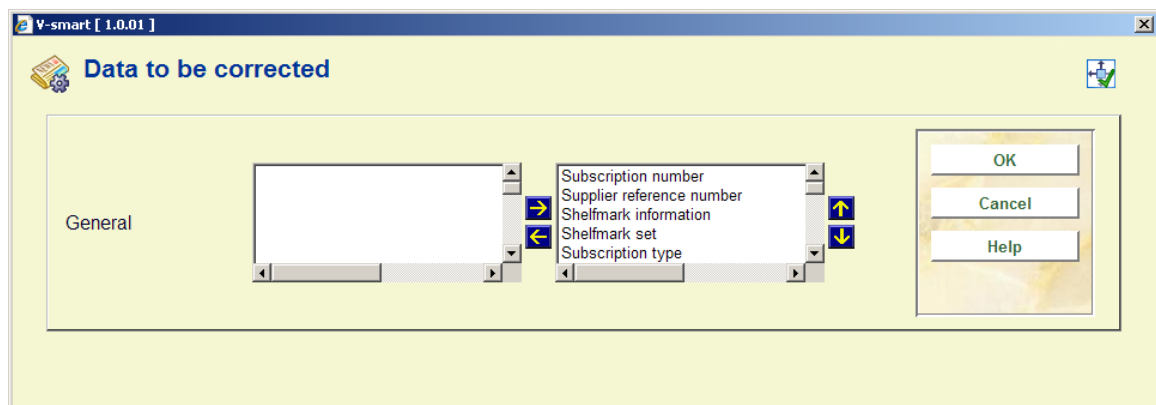 V-smart [ 1.0.01 ]
Data to be corrected
General
Subscription number
Supplier reference number
Shelfmark information
Shelfmark set
Subscription type
OK
Cancel
Help